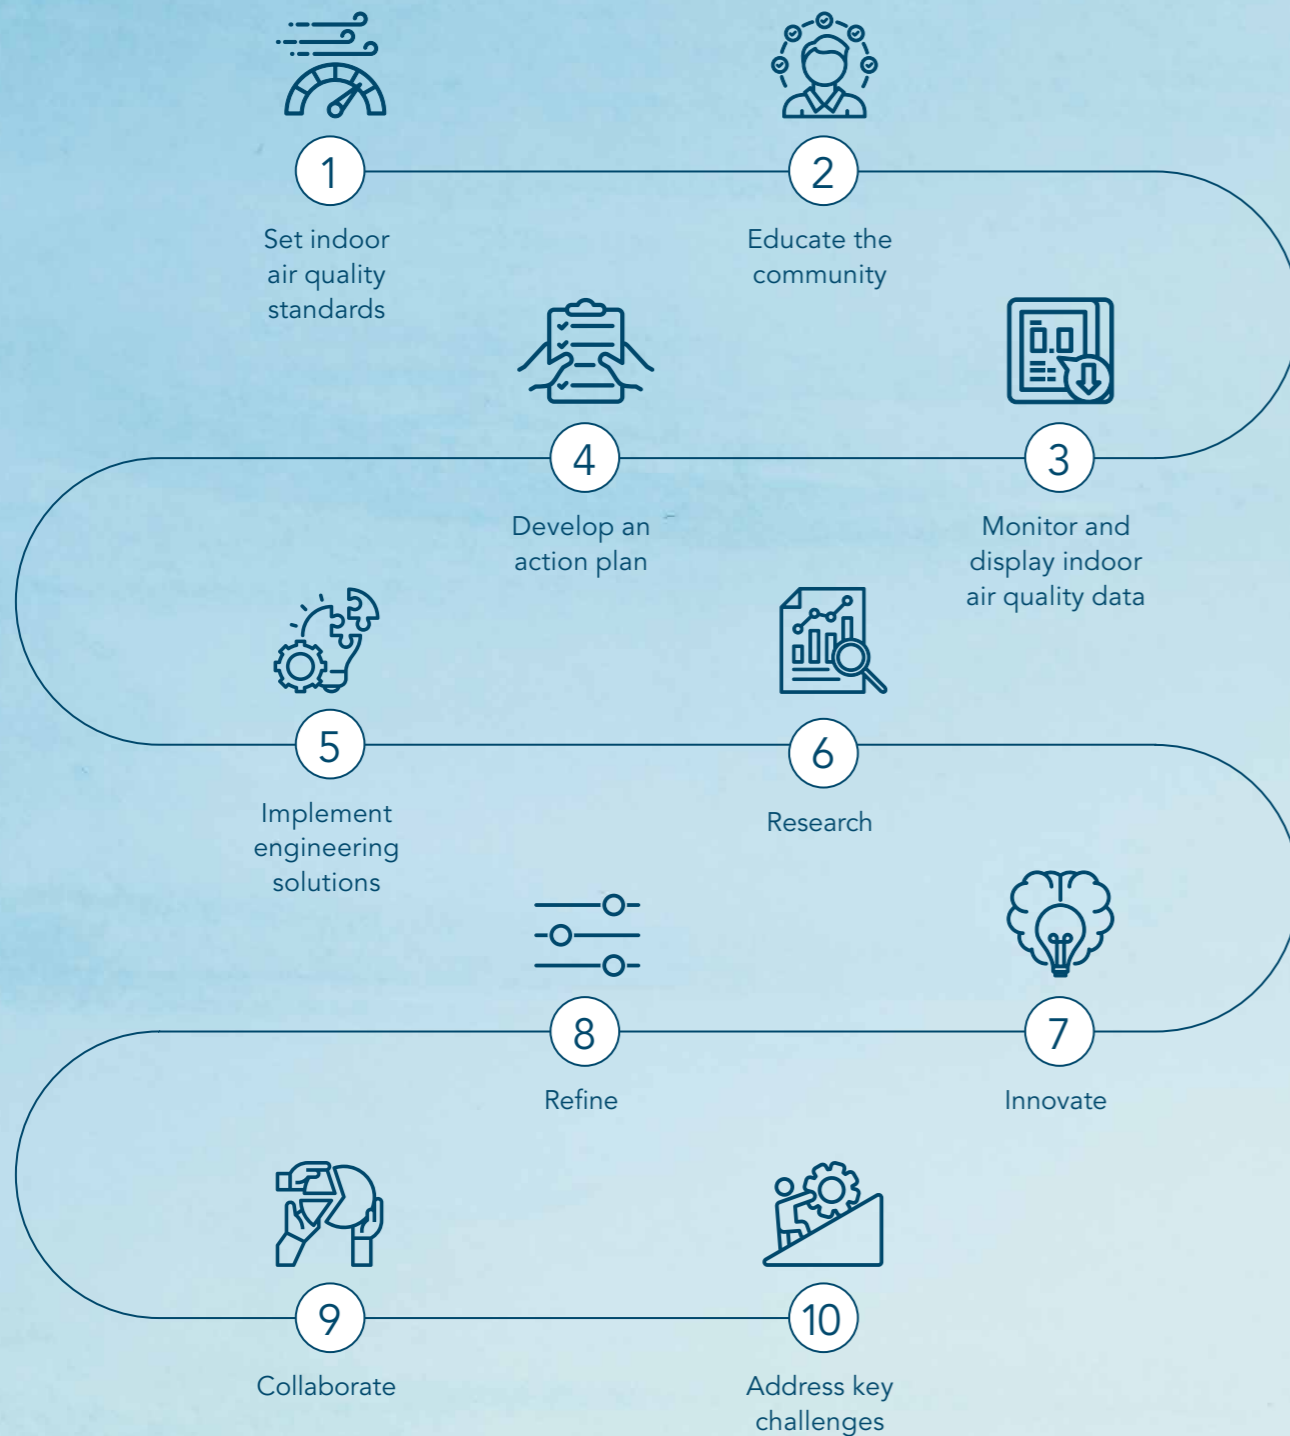 1
Set indoor
air quality
standards
2
Educate the
community
3
Monitor and
display indoor
air quality data
0.0
4
Develop an
action plan
5
Implement
engineering
solutions
6
Research
7
Innovate
8
Refine
9
Collaborate
10
Address key
challenges